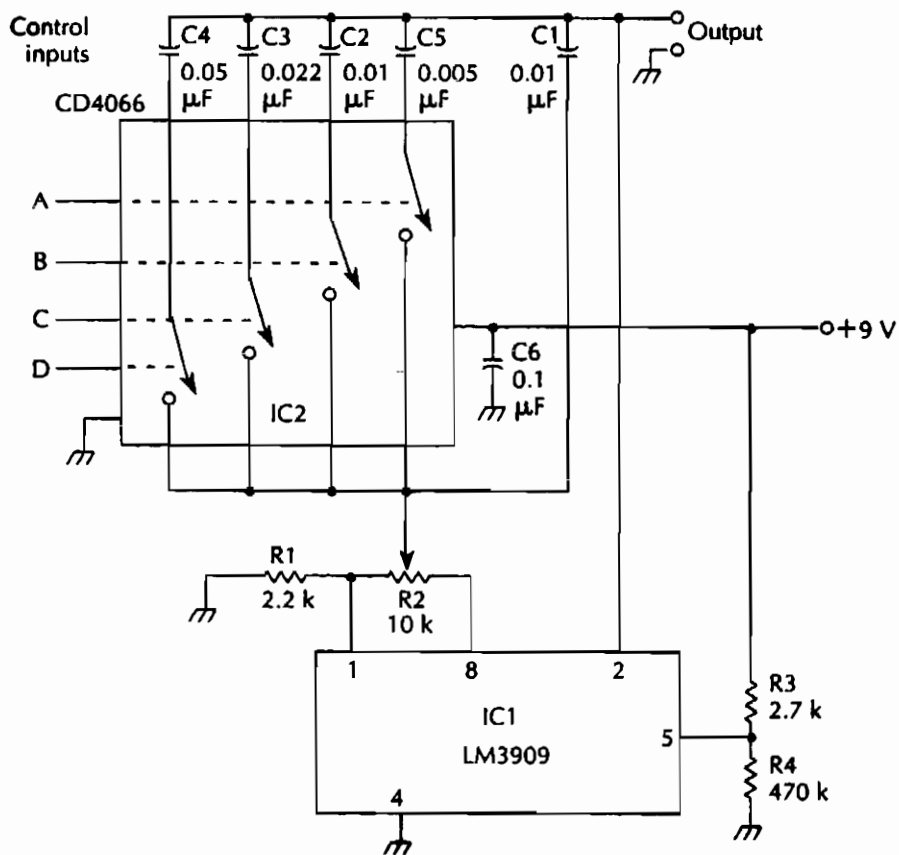 Control
inputs
C4
0.05
μF
C3
0.022
μF
C2
0.01
μF
C5
0.005
μF
C1
0.01
μF
Output
CD4066
A
B
C
D
IC2
C6
0.1
μF
+9 V
R1
2.2 k
R2
10 k
1
8
2
IC1
LM3909
5
4
R3
2.7 k
R4
470 k